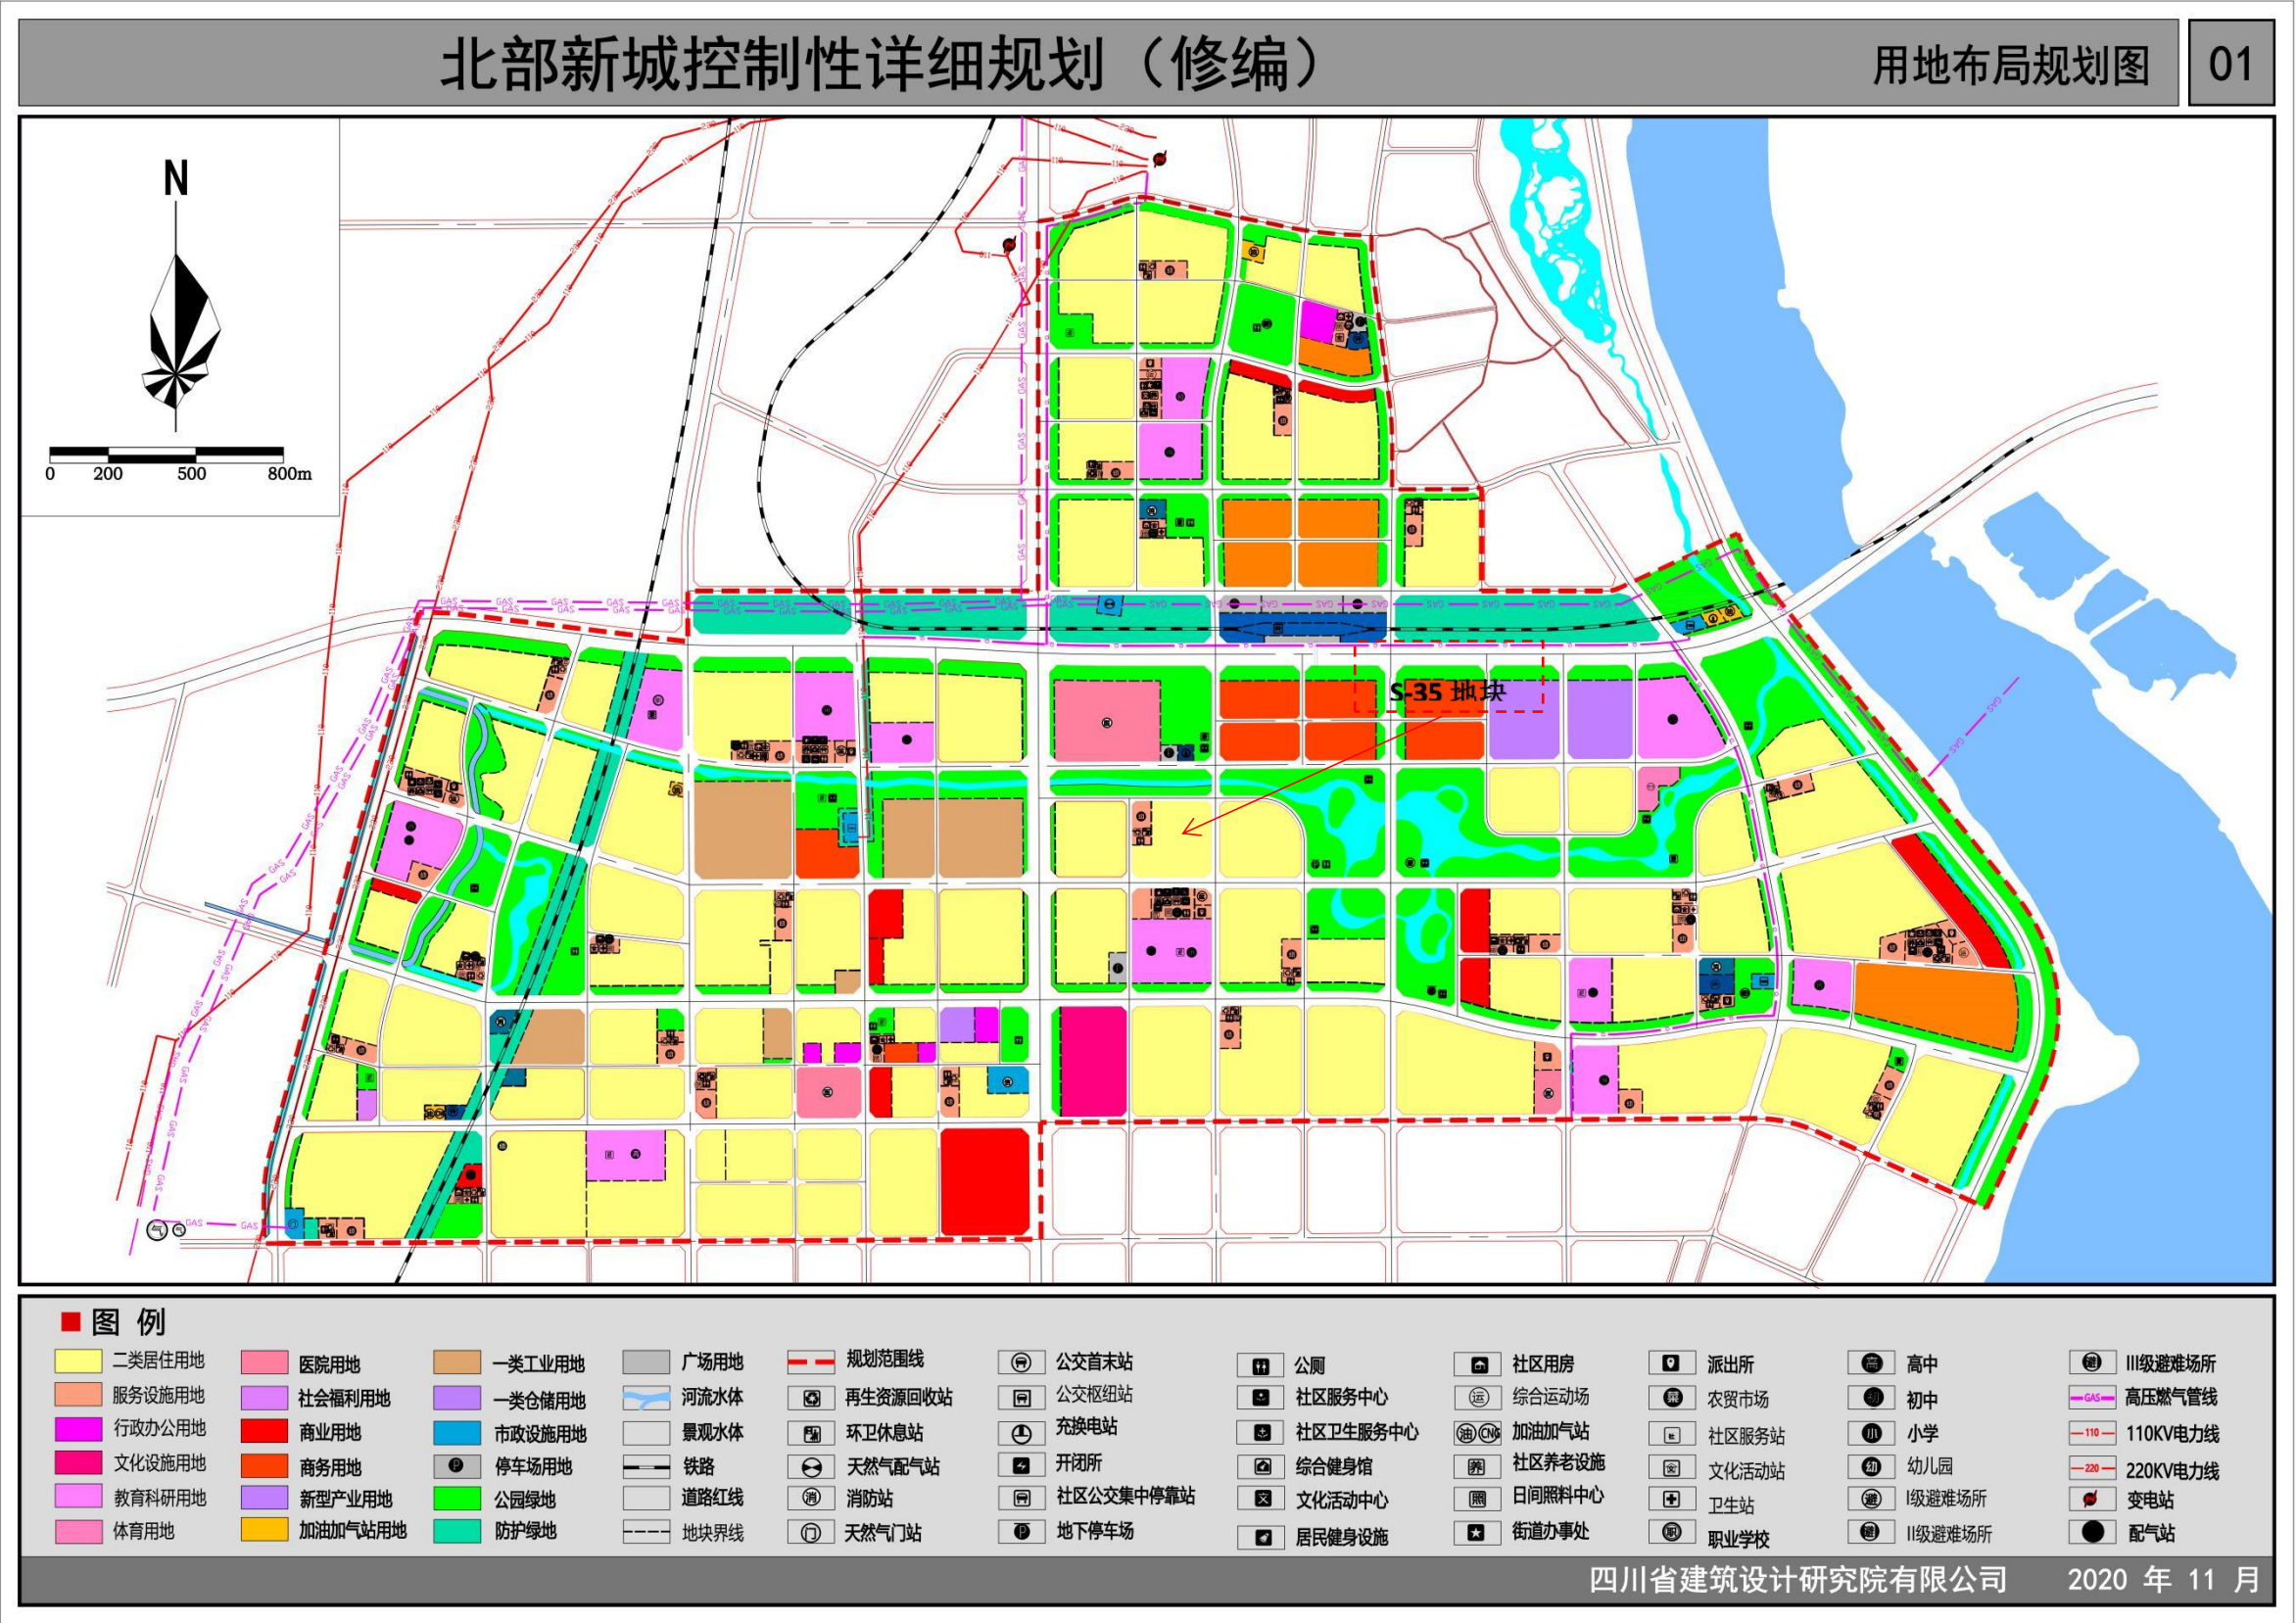 北部新城控制性详细规划（修编）
用地布局规划图
01
N
0 200 500 800m
S-35 地块
图 例
二类居住用地
服务设施用地
行政办公用地
文化设施用地
教育科研用地
体育用地
医院用地
社会福利用地
商业用地
商务用地
新型产业用地
加油加气站用地
一类工业用地
一类仓储用地
市政设施用地
停车场用地
公园绿地
防护绿地
广场用地
河流水体
景观水体
铁路
道路红线
地块界线
规划范围线
再生资源回收站
环卫休息站
天然气配气站
消防站
天然气门站
公交首末站
公交枢纽站
充换电站
开闭所
社区公交集中停靠站
地下停车场
公厕
社区服务中心
社区卫生服务中心
综合健身馆
文化活动中心
居民健身设施
社区用房
综合运动场
加油加气站
社区养老设施
日间照料中心
街道办事处
派出所
农贸市场
社区服务站
文化活动站
卫生站
职业学校
高中
初中
小学
幼儿园
I级避难场所
II级避难场所
III级避难场所
GAS 高压燃气管线
110 110KV电力线
220 220KV电力线
变电站
配气站
四川省建筑设计研究院有限公司
2020 年 11 月